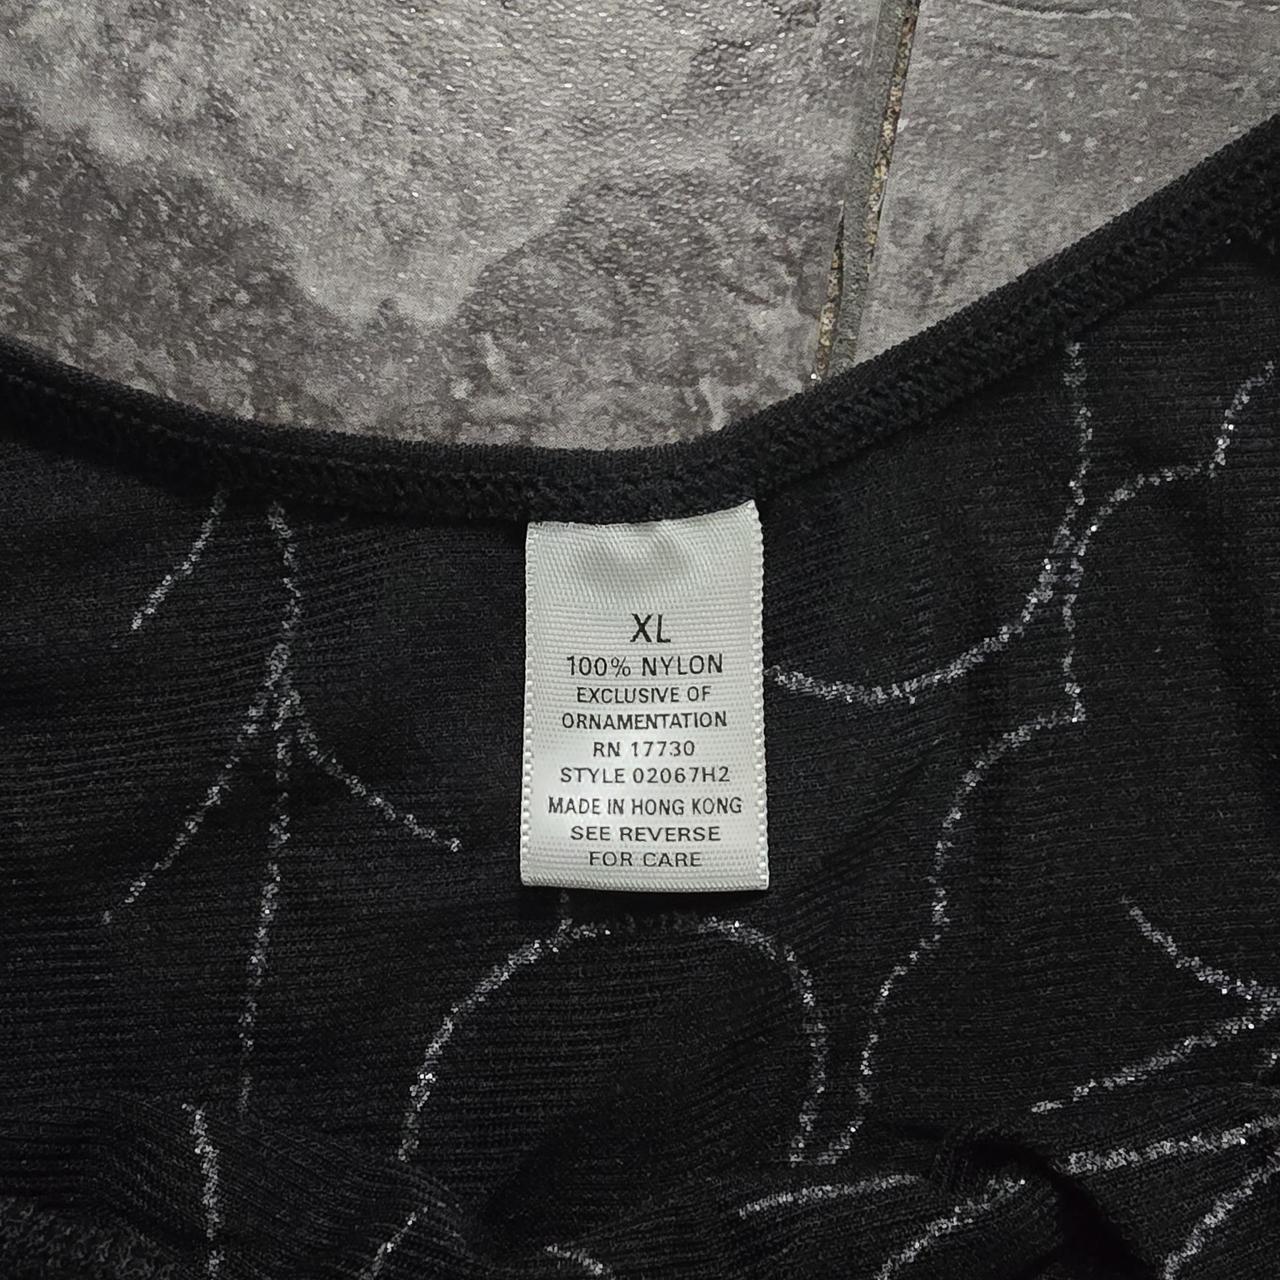 XL
100% NYLON
EXCLUSIVE OF
ORNAMENTATION
RN 17730
STYLE 02067H2
MADE IN HONG KONG
SEE REVERSE
FOR CARE